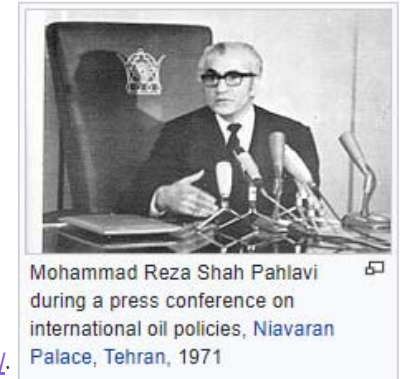 Mohammad Reza Shah Pahlavi
during a press conference on
international oil policies, Niavaran
Palace, Tehran, 1971
/.